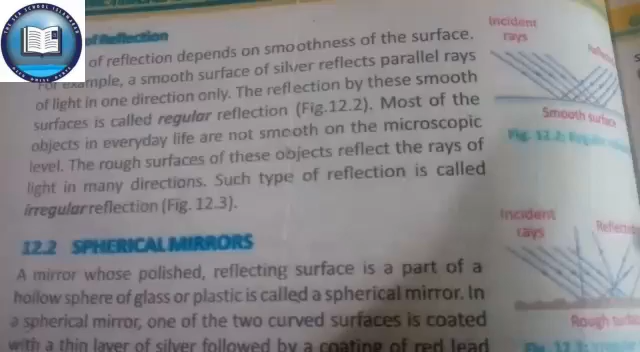 of Reflection
of reflection depends on smoothness of the surface.
For example, a smooth surface of silver reflects parallel rays
of light in one direction only. The reflection by these smooth
surfaces is called regular reflection (Fig.12.2). Most of the
objects in everyday life are not smooth on the microscopic
level. The rough surfaces of these objects reflect the rays of
light in many directions. Such type of reflection is called
irregular reflection (Fig. 12.3).
12.2 SPHERICAL MIRRORS
A mirror whose polished, reflecting surface is a part of a
hollow sphere of glass or plastic is called a spherical mirror. In
a spherical mirror, one of the two curved surfaces is coated
with a thin layer of silver followed by a coating of red lead
Incident
rays
Smooth surface
Fig. 12.2: Regular
Incident
rays
Reflected
Rough